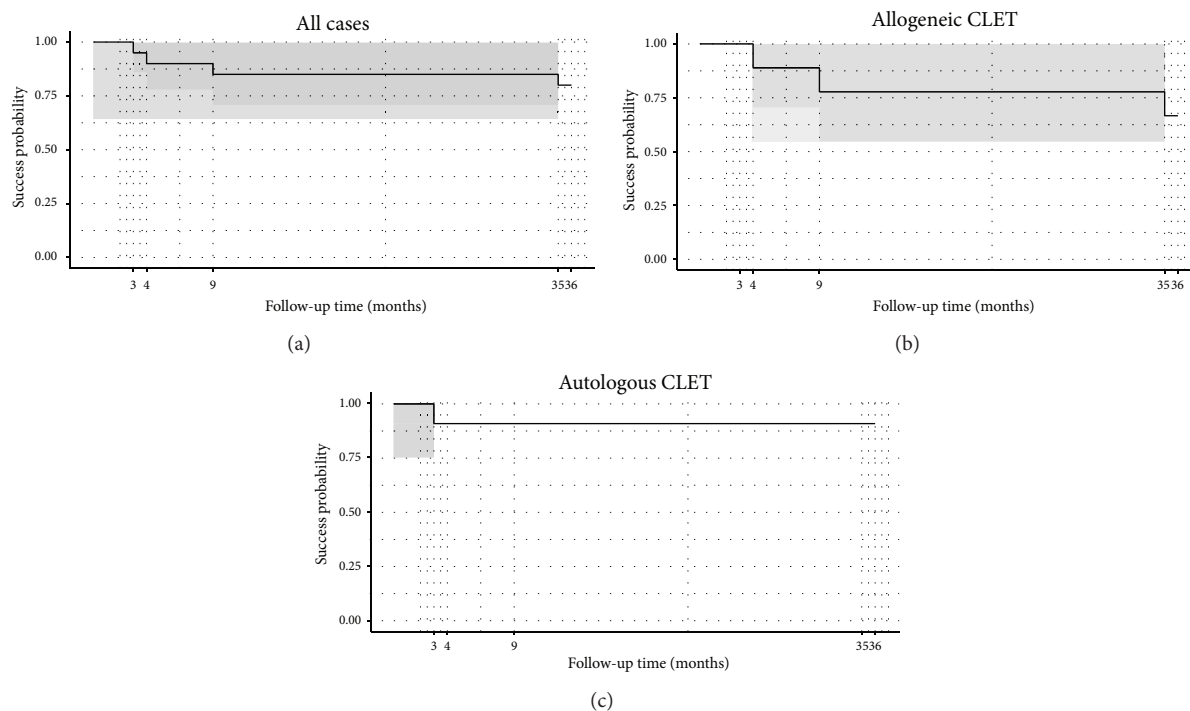 All cases
1.00
0.75
0.50
0.25
0.00
Success probability
3 4 9 3536
Follow-up time (months)
(a)
Allogeneic CLET
1.00
0.75
0.50
0.25
0.00
Success probability
3 4 9 3536
Follow-up time (months)
(b)
Autologous CLET
1.00
0.75
0.50
0.25
0.00
Success probability
3 4 9 3536
Follow-up time (months)
(c)